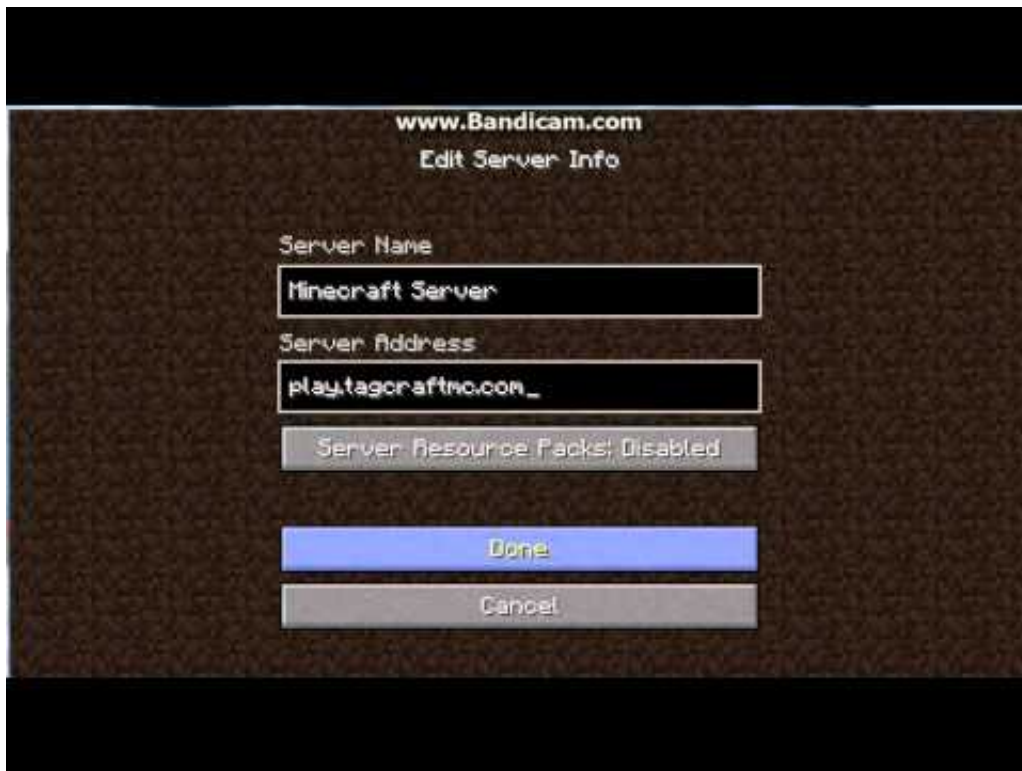 www.Bandicam.com
Edit Server Info
Server Name
Minecraft Server
Server Address
play.tagcraftmc.com_
Server Resource Packs: Disabled
Done
Cancel